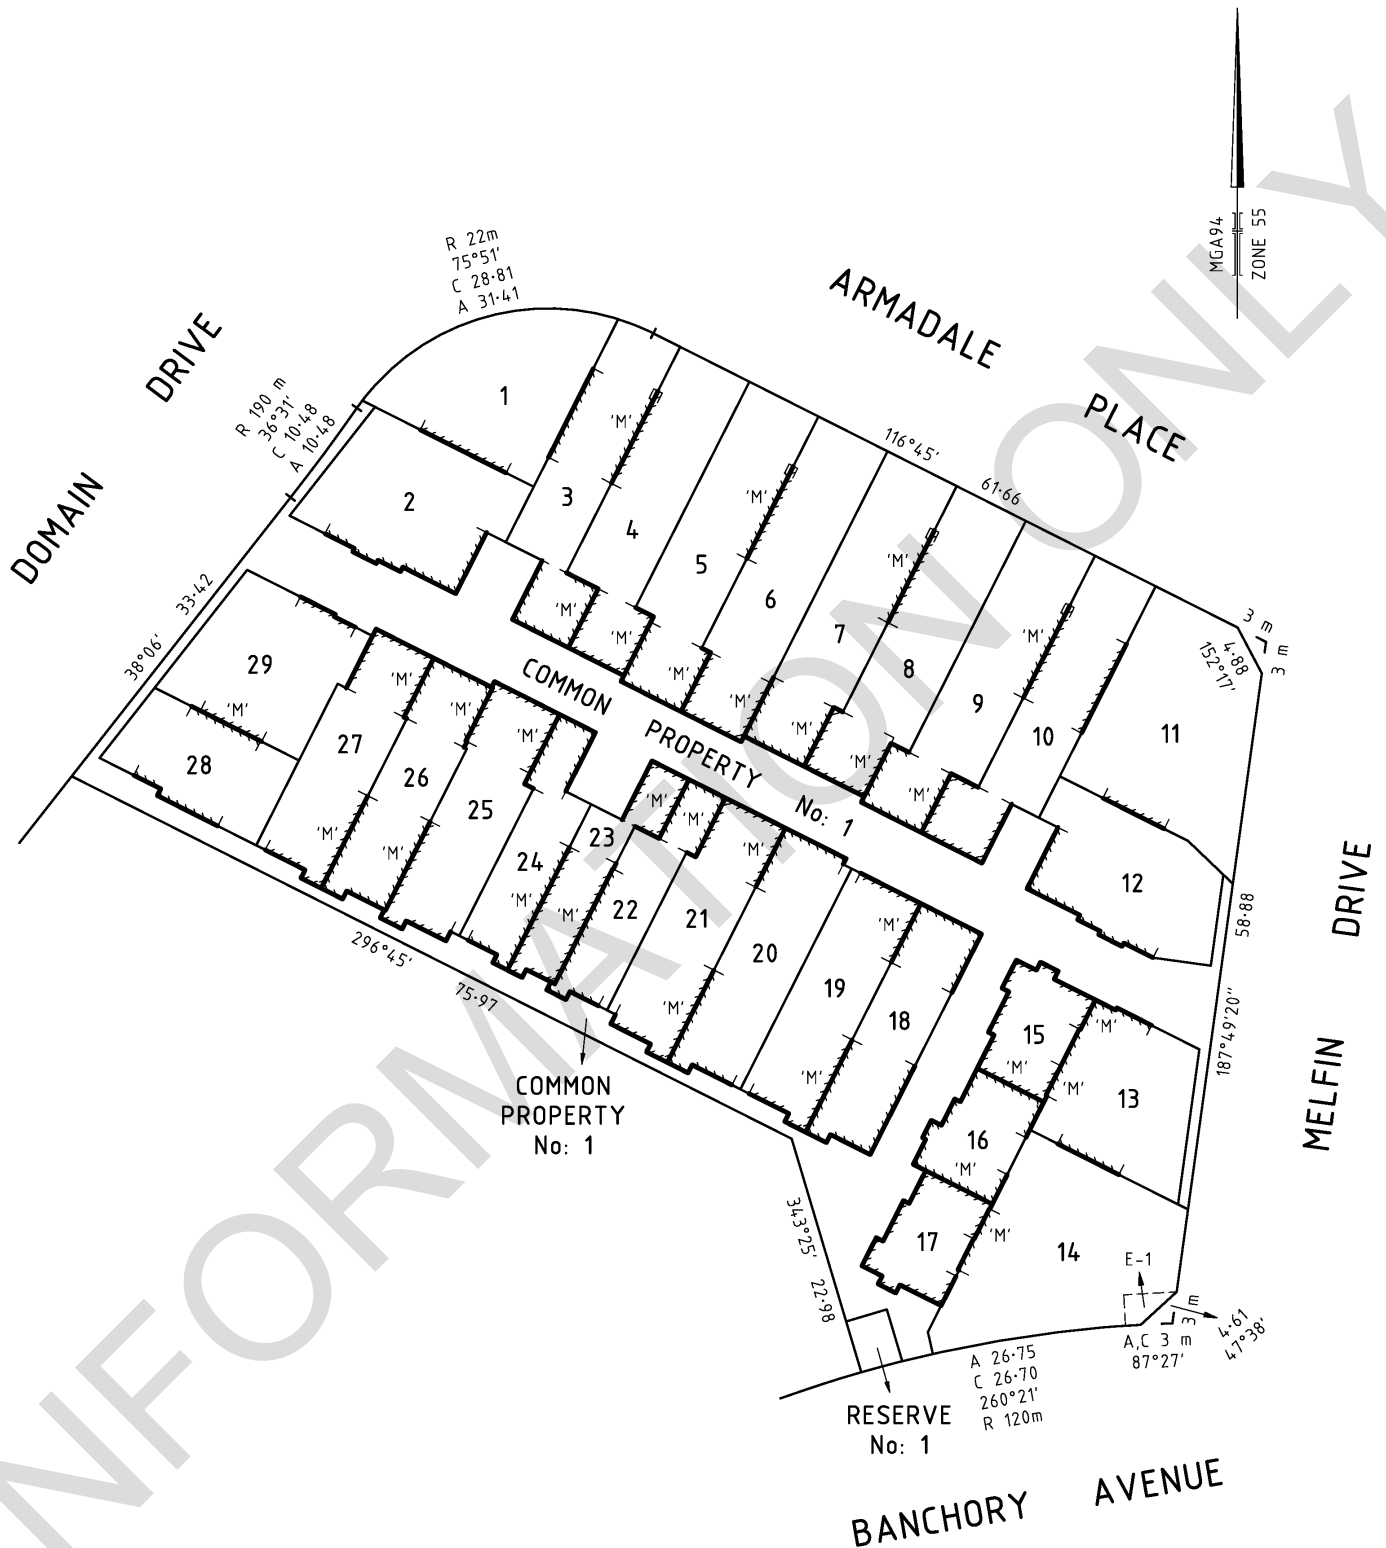 MGA94
ZONE 55
R 22m
75°51'
C 28·81
A 31·41
ARMADALE
PLACE
DRIVE
DOMAIN
R 190 m
36°31'
C 10·48
A 10·48
116°45'
61·66
1
2
3
4
5
6
7
8
9
10
11
12
'M'
'M'
'M'
'M'
'M'
'M'
'M'
'M'
'M'
'M'
'M'
3 m
3 m
4·88
152°17'
33·42
38°06'
COMMON
PROPERTY
No: 1
29
28
27
26
25
24
23
22
21
20
19
18
'M'
'M'
'M'
'M'
'M'
'M'
'M'
'M'
'M'
'M'
'M'
'M'
'M'
'M'
296°45'
75·97
COMMON
PROPERTY
No: 1
DRIVE
MELFIN
58·88
187°49'20"
15
16
17
13
14
'M'
'M'
'M'
'M'
'M'
E-1
343°25'
22·98
3 m
A,C 3 m
87°27'
4·61
47°38'
A 26·75
C 26·70
260°21'
R 120m
RESERVE
No: 1
BANCHORY
AVENUE
INFORMATION ONLY